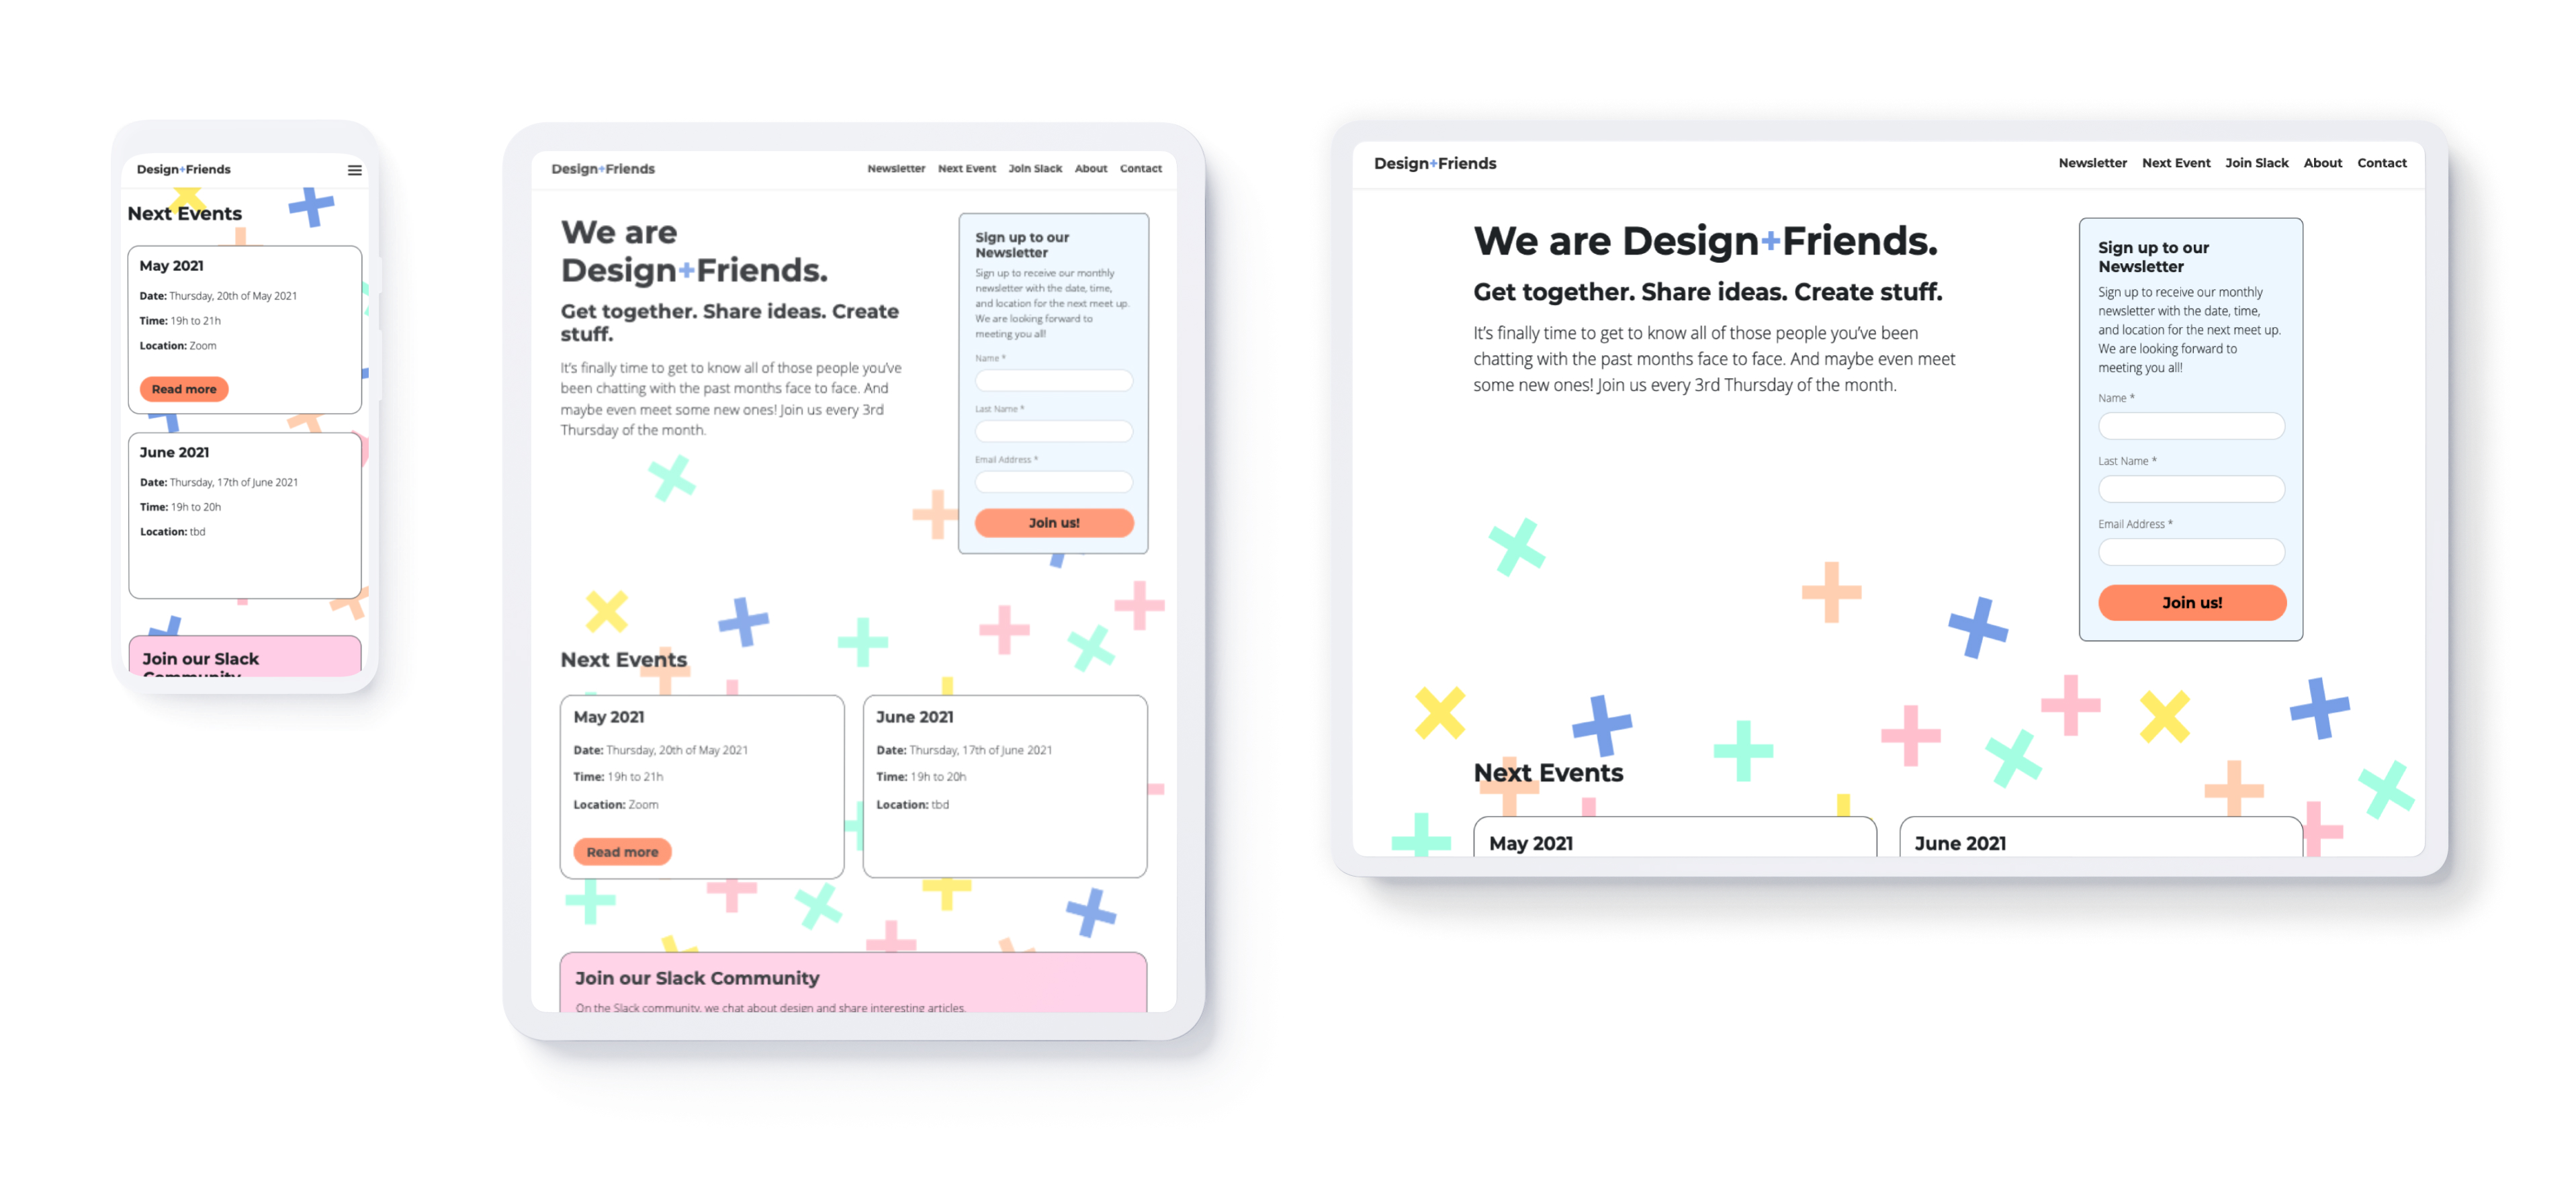 Design+Friends
Next Events
May 2021
Date: Thursday, 20th of May 2021
Time: 19h to 21h
Location: Zoom
Read more
June 2021
Date: Thursday, 17th of June 2021
Time: 19h to 20h
Location: tbd
Join our Slack
Community
Design+Friends
Newsletter Next Event Join Slack About Contact
We are
Design+Friends.
Get together. Share ideas. Create
stuff.
It's finally time to get to know all of those people you've
been chatting with the past months face to face. And
maybe even meet some new ones! Join us every 3rd
Thursday of the month.
Sign up to our
Newsletter
Sign up to receive our monthly
newsletter with the date, time,
and location for the next meet up.
We are looking forward to
meeting you all!
Name *
Last Name *
Email Address *
Join us!
Next Events
May 2021
Date: Thursday, 20th of May 2021
Time: 19h to 21h
Location: Zoom
Read more
June 2021
Date: Thursday, 17th of June 2021
Time: 19h to 20h
Location: tbd
Join our Slack Community
On the Slack community, we chat about design and share interesting articles.
Design+Friends
Newsletter Next Event Join Slack About Contact
We are Design+Friends.
Get together. Share ideas. Create stuff.
It's finally time to get to know all of those people you've been
chatting with the past months face to face. And maybe even meet
some new ones! Join us every 3rd Thursday of the month.
Sign up to our
Newsletter
Sign up to receive our monthly
newsletter with the date, time,
and location for the next meet up.
We are looking forward to
meeting you all!
Name *
Last Name *
Email Address *
Join us!
Next Events
May 2021
June 2021